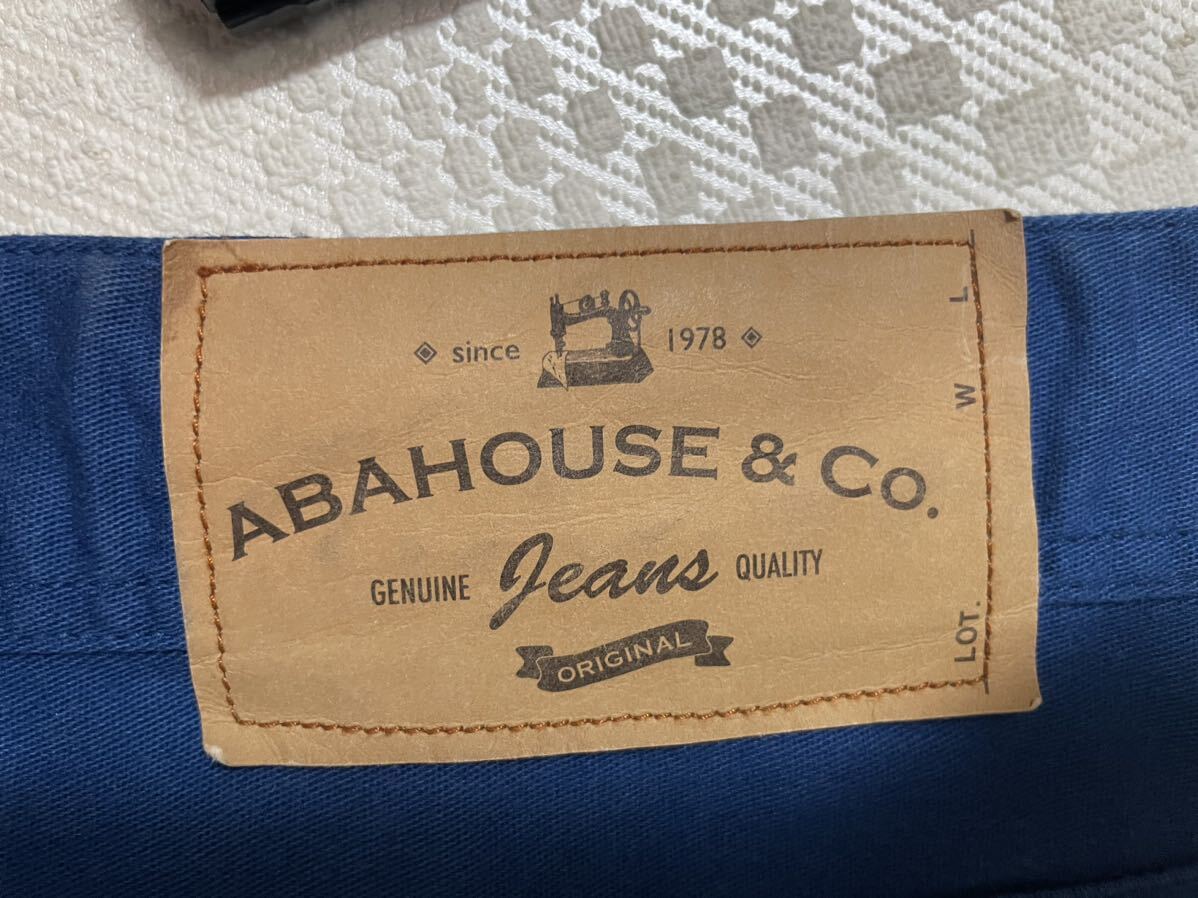 since 1978
ABAHOUSE & Co.
GENUINE Jeans QUALITY
ORIGINAL
LOT. W L